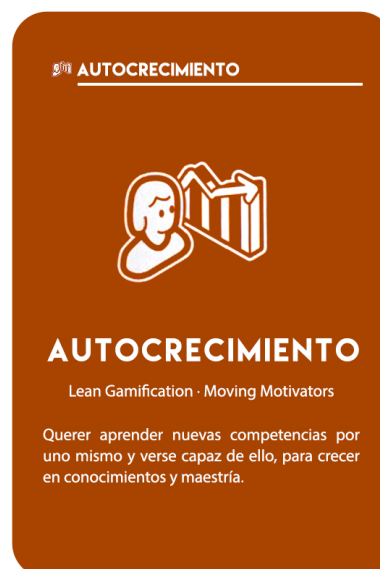 AUTOCRECIMIENTO
AUTOCRECIMIENTO
Lean Gamification · Moving Motivators
Querer aprender nuevas competencias por
uno mismo y verse capaz de ello, para crecer
en conocimientos y maestría.